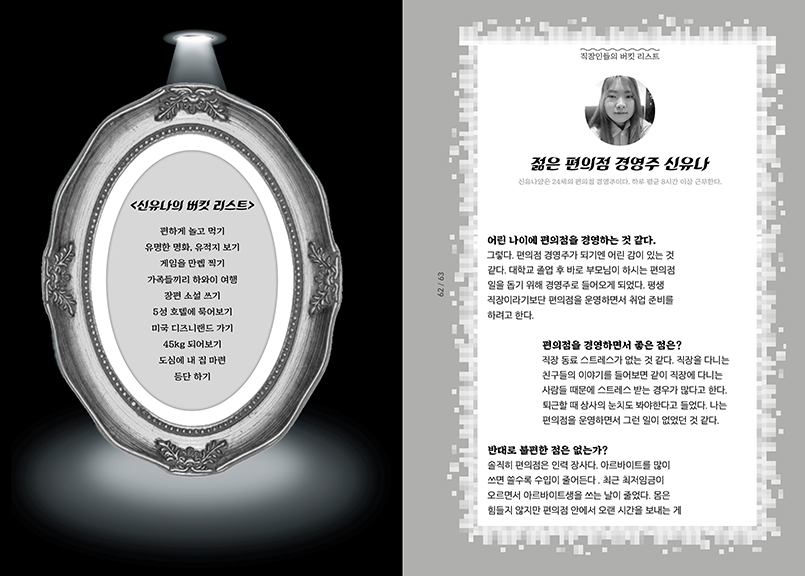 <신유나의 버킷 리스트>
편하게 놀고 먹기
유명한 명화, 유적지 보기
게임을 만렙 찍기
가족들끼리 하와이 여행
장편 소설 쓰기
5성 호텔에 묵어보기
미국 디즈니랜드 가기
45kg 되어보기
도심에 내 집 마련
등단 하기
62 / 63
직장인들의 버킷 리스트
젊은 편의점 경영주 신유나
신유나양은 24세의 편의점 경영주이다. 하루 평균 8시간 이상 근무한다.
어린 나이에 편의점을 경영하는 것 같다.
그렇다. 편의점 경영주가 되기엔 어린 감이 있는 것
같다. 대학교 졸업 후 바로 부모님이 하시는 편의점
일을 돕기 위해 경영주로 들어오게 되었다. 평생
직장이라기보단 편의점을 운영하면서 취업 준비를
하려고 한다.
편의점을 경영하면서 좋은 점은?
직장 동료 스트레스가 없는 것 같다. 직장을 다니는
친구들의 이야기를 들어보면 같이 직장에 다니는
사람들 때문에 스트레스 받는 경우가 많다고 한다.
퇴근할 때 상사의 눈치도 봐야한다고 들었다. 나는
편의점을 운영하면서 그런 일이 없었던 것 같다.
반대로 불편한 점은 없는가?
솔직히 편의점은 인력 장사다. 아르바이트를 많이
쓰면 쓸수록 수입이 줄어든다 . 최근 최저임금이
오르면서 아르바이트생을 쓰는 날이 줄었다. 몸은
힘들지 않지만 편의점 안에서 오랜 시간을 보내는 게